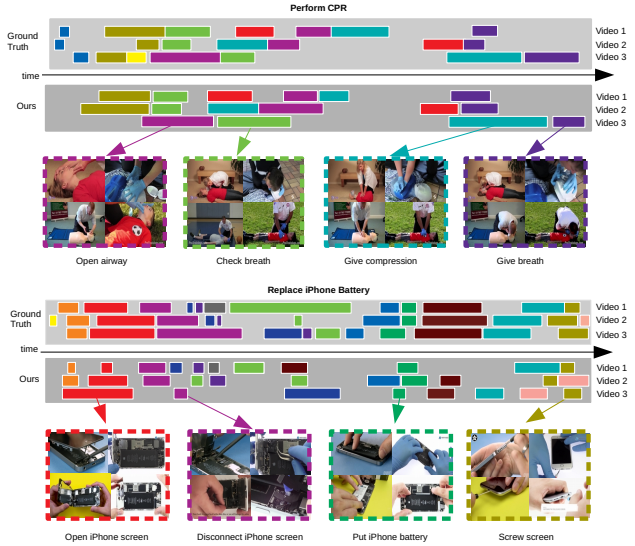 Perform CPR
Ground Truth
Video 1
Video 2
Video 3
time
Ours
Video 1
Video 2
Video 3
Open airway
Check breath
Give compression
Give breath
Replace iPhone Battery
Ground Truth
Video 1
Video 2
Video 3
time
Ours
Video 1
Video 2
Video 3
Open iPhone screen
Disconnect iPhone screen
Put iPhone battery
Screw screen